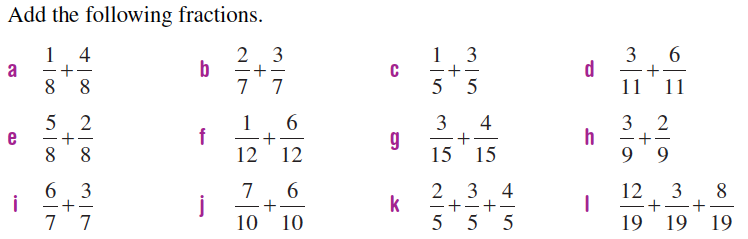 Add the following fractions.
a 1/8 + 4/8 b 2/7 + 3/7 c 1/5 + 3/5 d 3/11 + 6/11
e 5/8 + 2/8 f 1/12 + 6/12 g 3/15 + 4/15 h 3/9 + 2/9
i 6/7 + 3/7 j 7/10 + 6/10 k 2/5 + 3/5 + 4/5 l 12/19 + 3/19 + 8/19